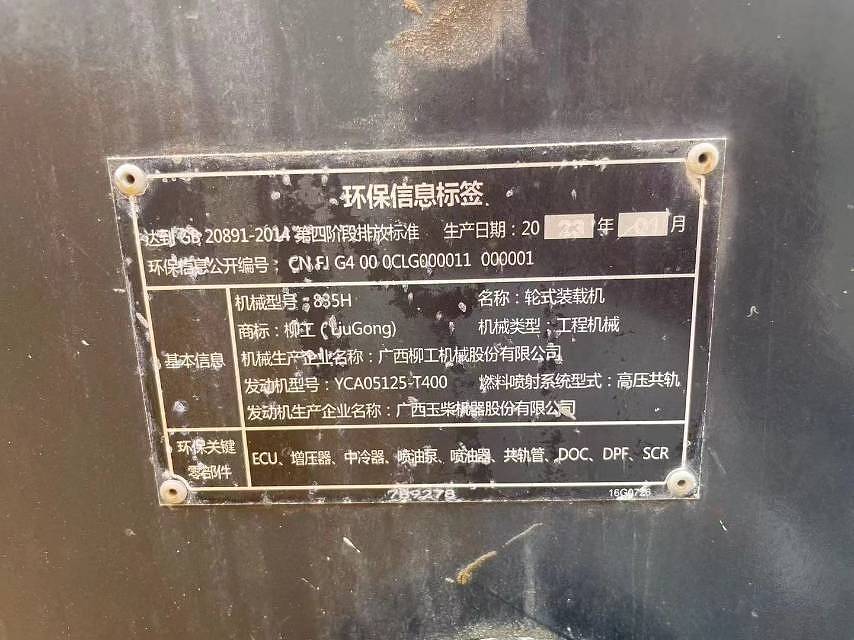 环保信息标签
达到 GB 20891-2014 第四阶段排放标准 生产日期：20 23 年 01 月
环保信息公开编号： CN FJ G4 00 0CLG000011 000001
机械型号：835H 名称：轮式装载机
商标：柳工（LiuGong) 机械类型：工程机械
基本信息
机械生产企业名称：广西柳工机械股份有限公司
发动机型号：YCA05125-T400 燃料喷射系统型式：高压共轨
发动机生产企业名称：广西玉柴机器股份有限公司
环保关键
零部件
ECU、增压器、中冷器、喷油泵、喷油器、共轨管、DOC、DPF、SCR
789278
16G0726